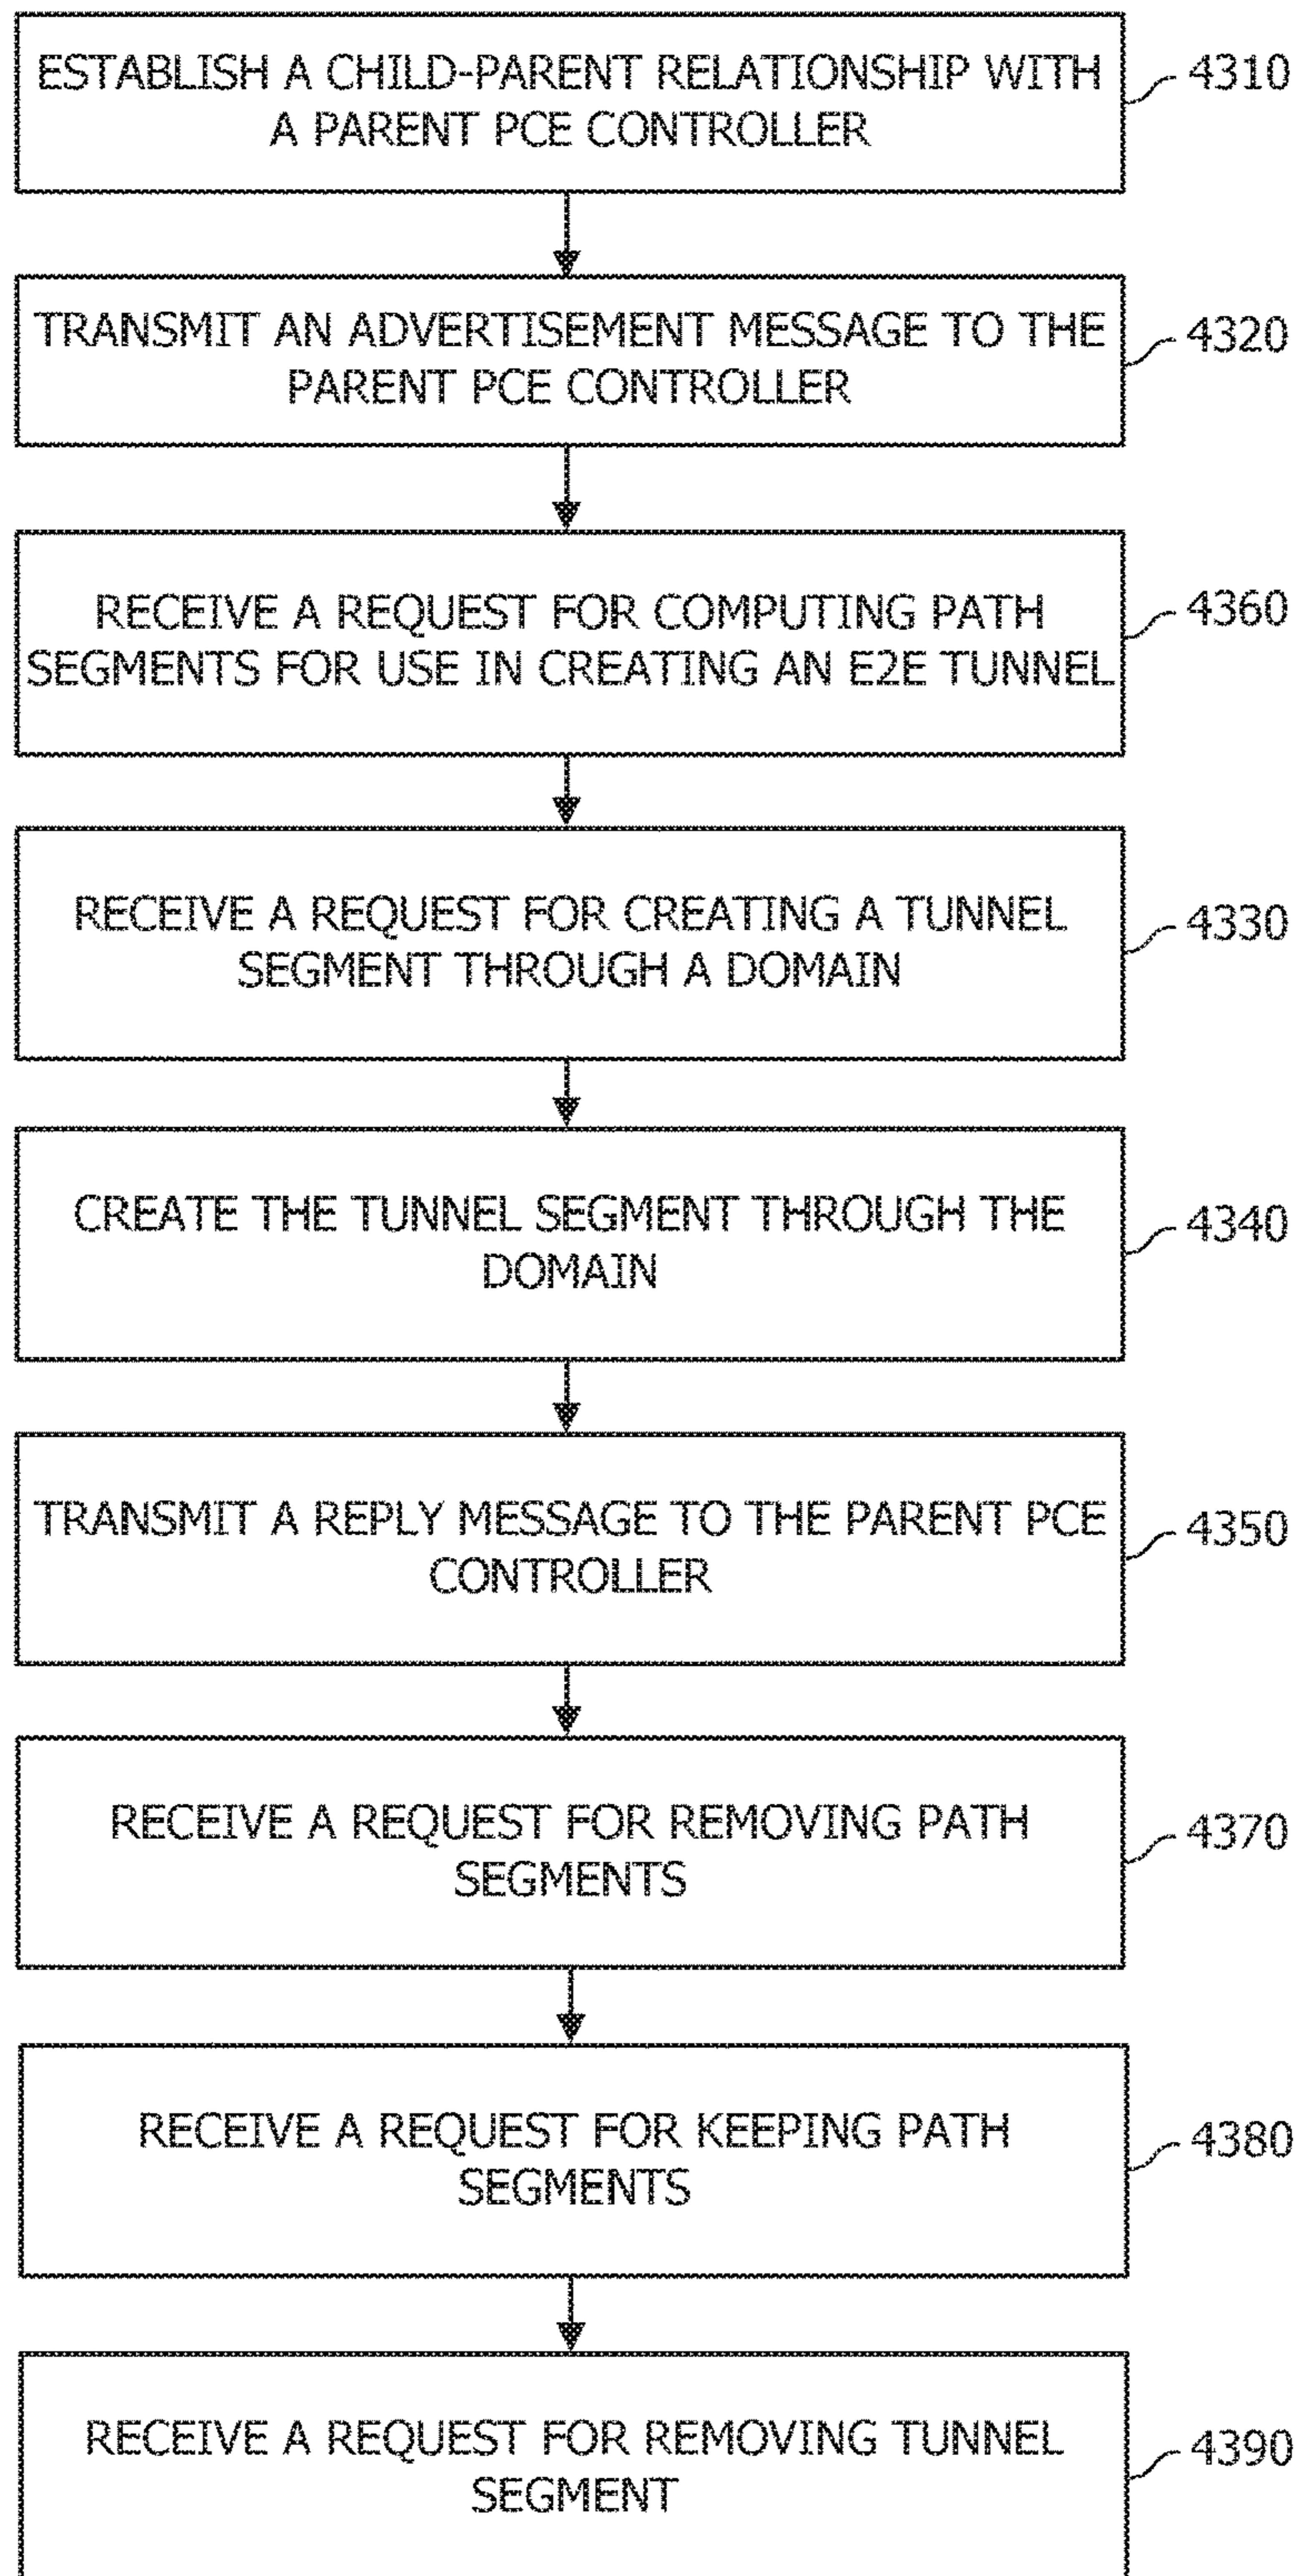 ESTABLISH A CHILD-PARENT RELATIONSHIP WITH
A PARENT PCE CONTROLLER
4310
TRANSMIT AN ADVERTISEMENT MESSAGE TO THE
PARENT PCE CONTROLLER
4320
RECEIVE A REQUEST FOR COMPUTING PATH
SEGMENTS FOR USE IN CREATING AN E2E TUNNEL
4360
RECEIVE A REQUEST FOR CREATING A TUNNEL
SEGMENT THROUGH A DOMAIN
4330
CREATE THE TUNNEL SEGMENT THROUGH THE
DOMAIN
4340
TRANSMIT A REPLY MESSAGE TO THE PARENT PCE
CONTROLLER
4350
RECEIVE A REQUEST FOR REMOVING PATH
SEGMENTS
4370
RECEIVE A REQUEST FOR KEEPING PATH
SEGMENTS
4380
RECEIVE A REQUEST FOR REMOVING TUNNEL
SEGMENT
4390